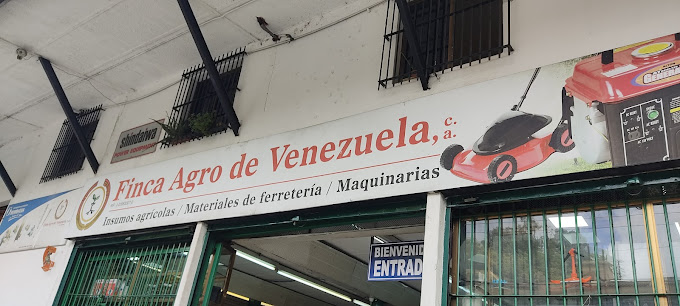 shindaiwa
Finca Agro de Venezuela, c.a.
Insumos agrícolas / Materiales de ferretería / Maquinarias
BIENVENID
ENTRAD